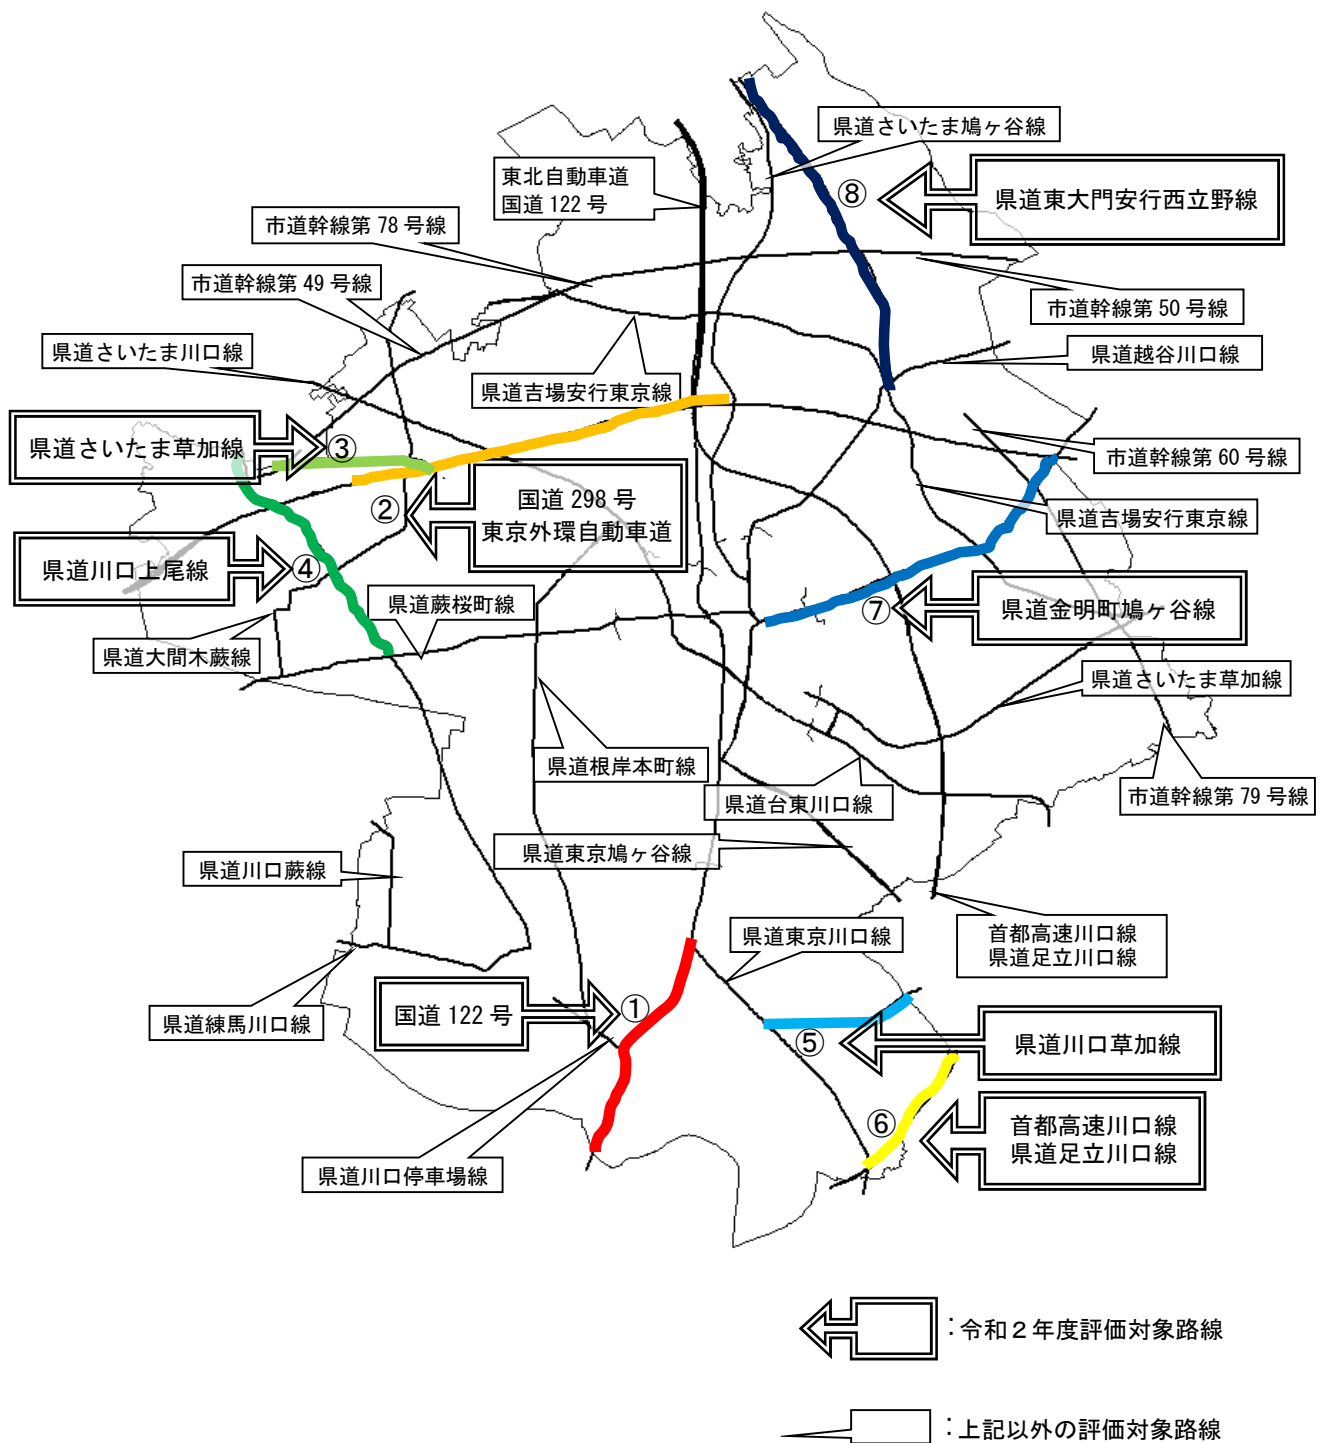 県道さいたま鳩ヶ谷線
東北自動車道
国道 122 号
⑧
県道東大門安行西立野線
市道幹線第 78 号線
市道幹線第 49 号線
市道幹線第 50 号線
県道さいたま川口線
県道越谷川口線
県道吉場安行東京線
県道さいたま草加線
③
市道幹線第 60 号線
②
国道 298 号
東京外環自動車道
県道吉場安行東京線
県道川口上尾線
④
県道蕨桜町線
⑦
県道金明町鳩ヶ谷線
県道大間木蕨線
県道さいたま草加線
県道根岸本町線
県道台東川口線
市道幹線第 79 号線
県道東京鳩ヶ谷線
県道川口蕨線
県道東京川口線
首都高速川口線
県道足立川口線
国道 122 号
①
県道練馬川口線
⑤
県道川口草加線
⑥
首都高速川口線
県道足立川口線
県道川口停車場線
：令和２年度評価対象路線
：上記以外の評価対象路線